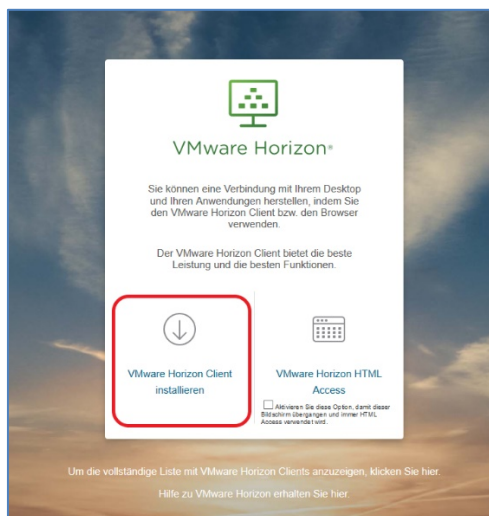 VMware Horizon®
Sie können eine Verbindung mit Ihrem Desktop
und Ihren Anwendungen herstellen, indem Sie
den VMware Horizon Client bzw. den Browser
verwenden.
Der VMware Horizon Client bietet die beste
Leistung und die besten Funktionen.
VMware Horizon Client
installieren
VMware Horizon HTML
Access
Aktivieren Sie diese Option, damit dieser
Bildschirm übergangen und immer HTML
Access verwendet wird.
Um die vollständige Liste mit VMware Horizon Clients anzuzeigen, klicken Sie hier.
Hilfe zu VMware Horizon erhalten Sie hier.